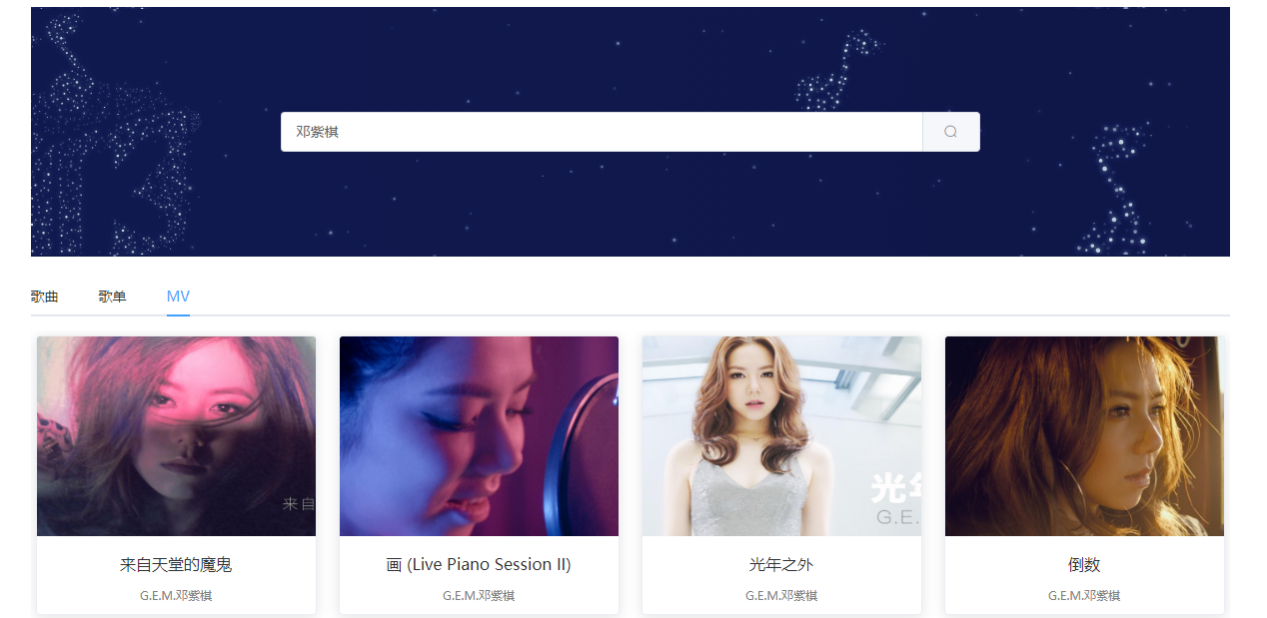 邓紫棋
歌曲 歌单 MV
来自
光年
G.E.
来自天堂的魔鬼
画 (Live Piano Session II)
光年之外
倒数
G.E.M.邓紫棋
G.E.M.邓紫棋
G.E.M.邓紫棋
G.E.M.邓紫棋